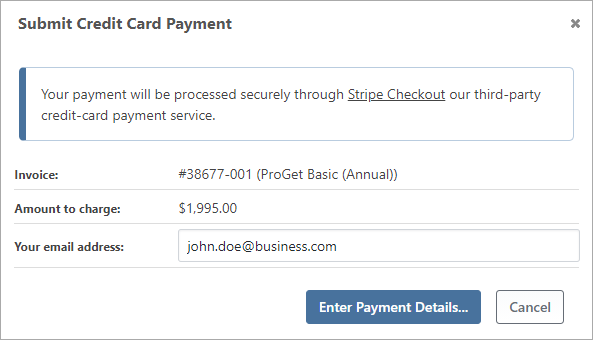 Submit Credit Card Payment ×
Your payment will be processed securely through Stripe Checkout our third-party
credit-card payment service.
Invoice: #38677-001 (ProGet Basic (Annual))
Amount to charge: $1,995.00
Your email address: john.doe@business.com
Enter Payment Details... Cancel